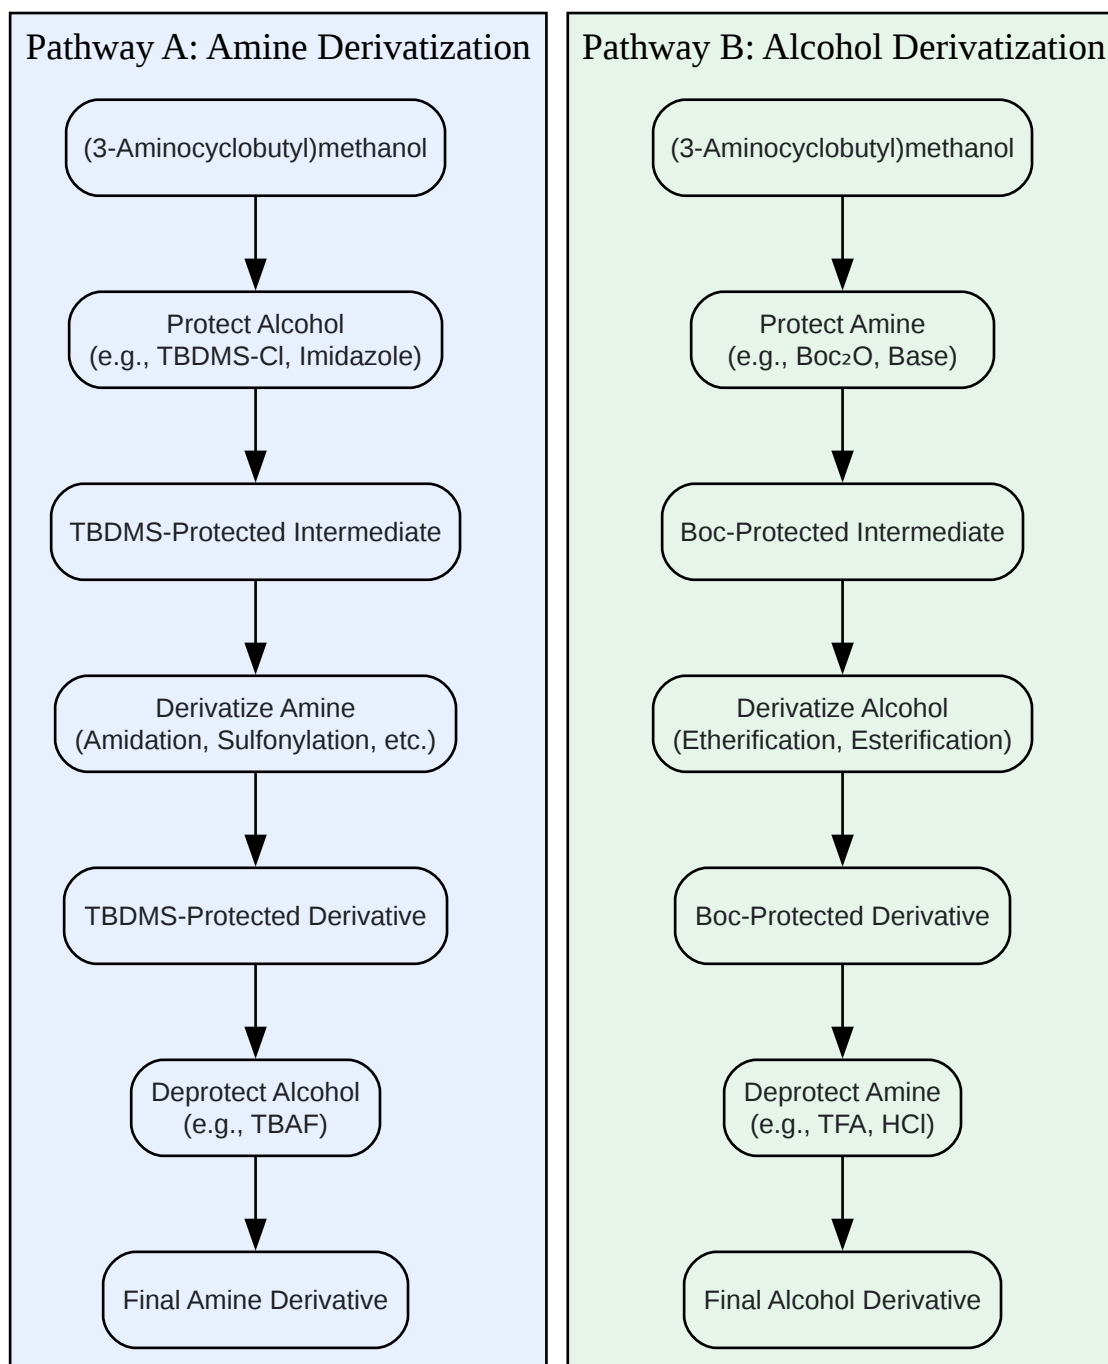 Pathway A: Amine Derivatization
(3-Aminocyclobutyl)methanol
Protect Alcohol
(e.g., TBDMS-Cl, Imidazole)
TBDMS-Protected Intermediate
Derivatize Amine
(Amidation, Sulfonylation, etc.)
TBDMS-Protected Derivative
Deprotect Alcohol
(e.g., TBAF)
Final Amine Derivative
Pathway B: Alcohol Derivatization
(3-Aminocyclobutyl)methanol
Protect Amine
(e.g., Boc₂O, Base)
Boc-Protected Intermediate
Derivatize Alcohol
(Etherification, Esterification)
Boc-Protected Derivative
Deprotect Amine
(e.g., TFA, HCl)
Final Alcohol Derivative